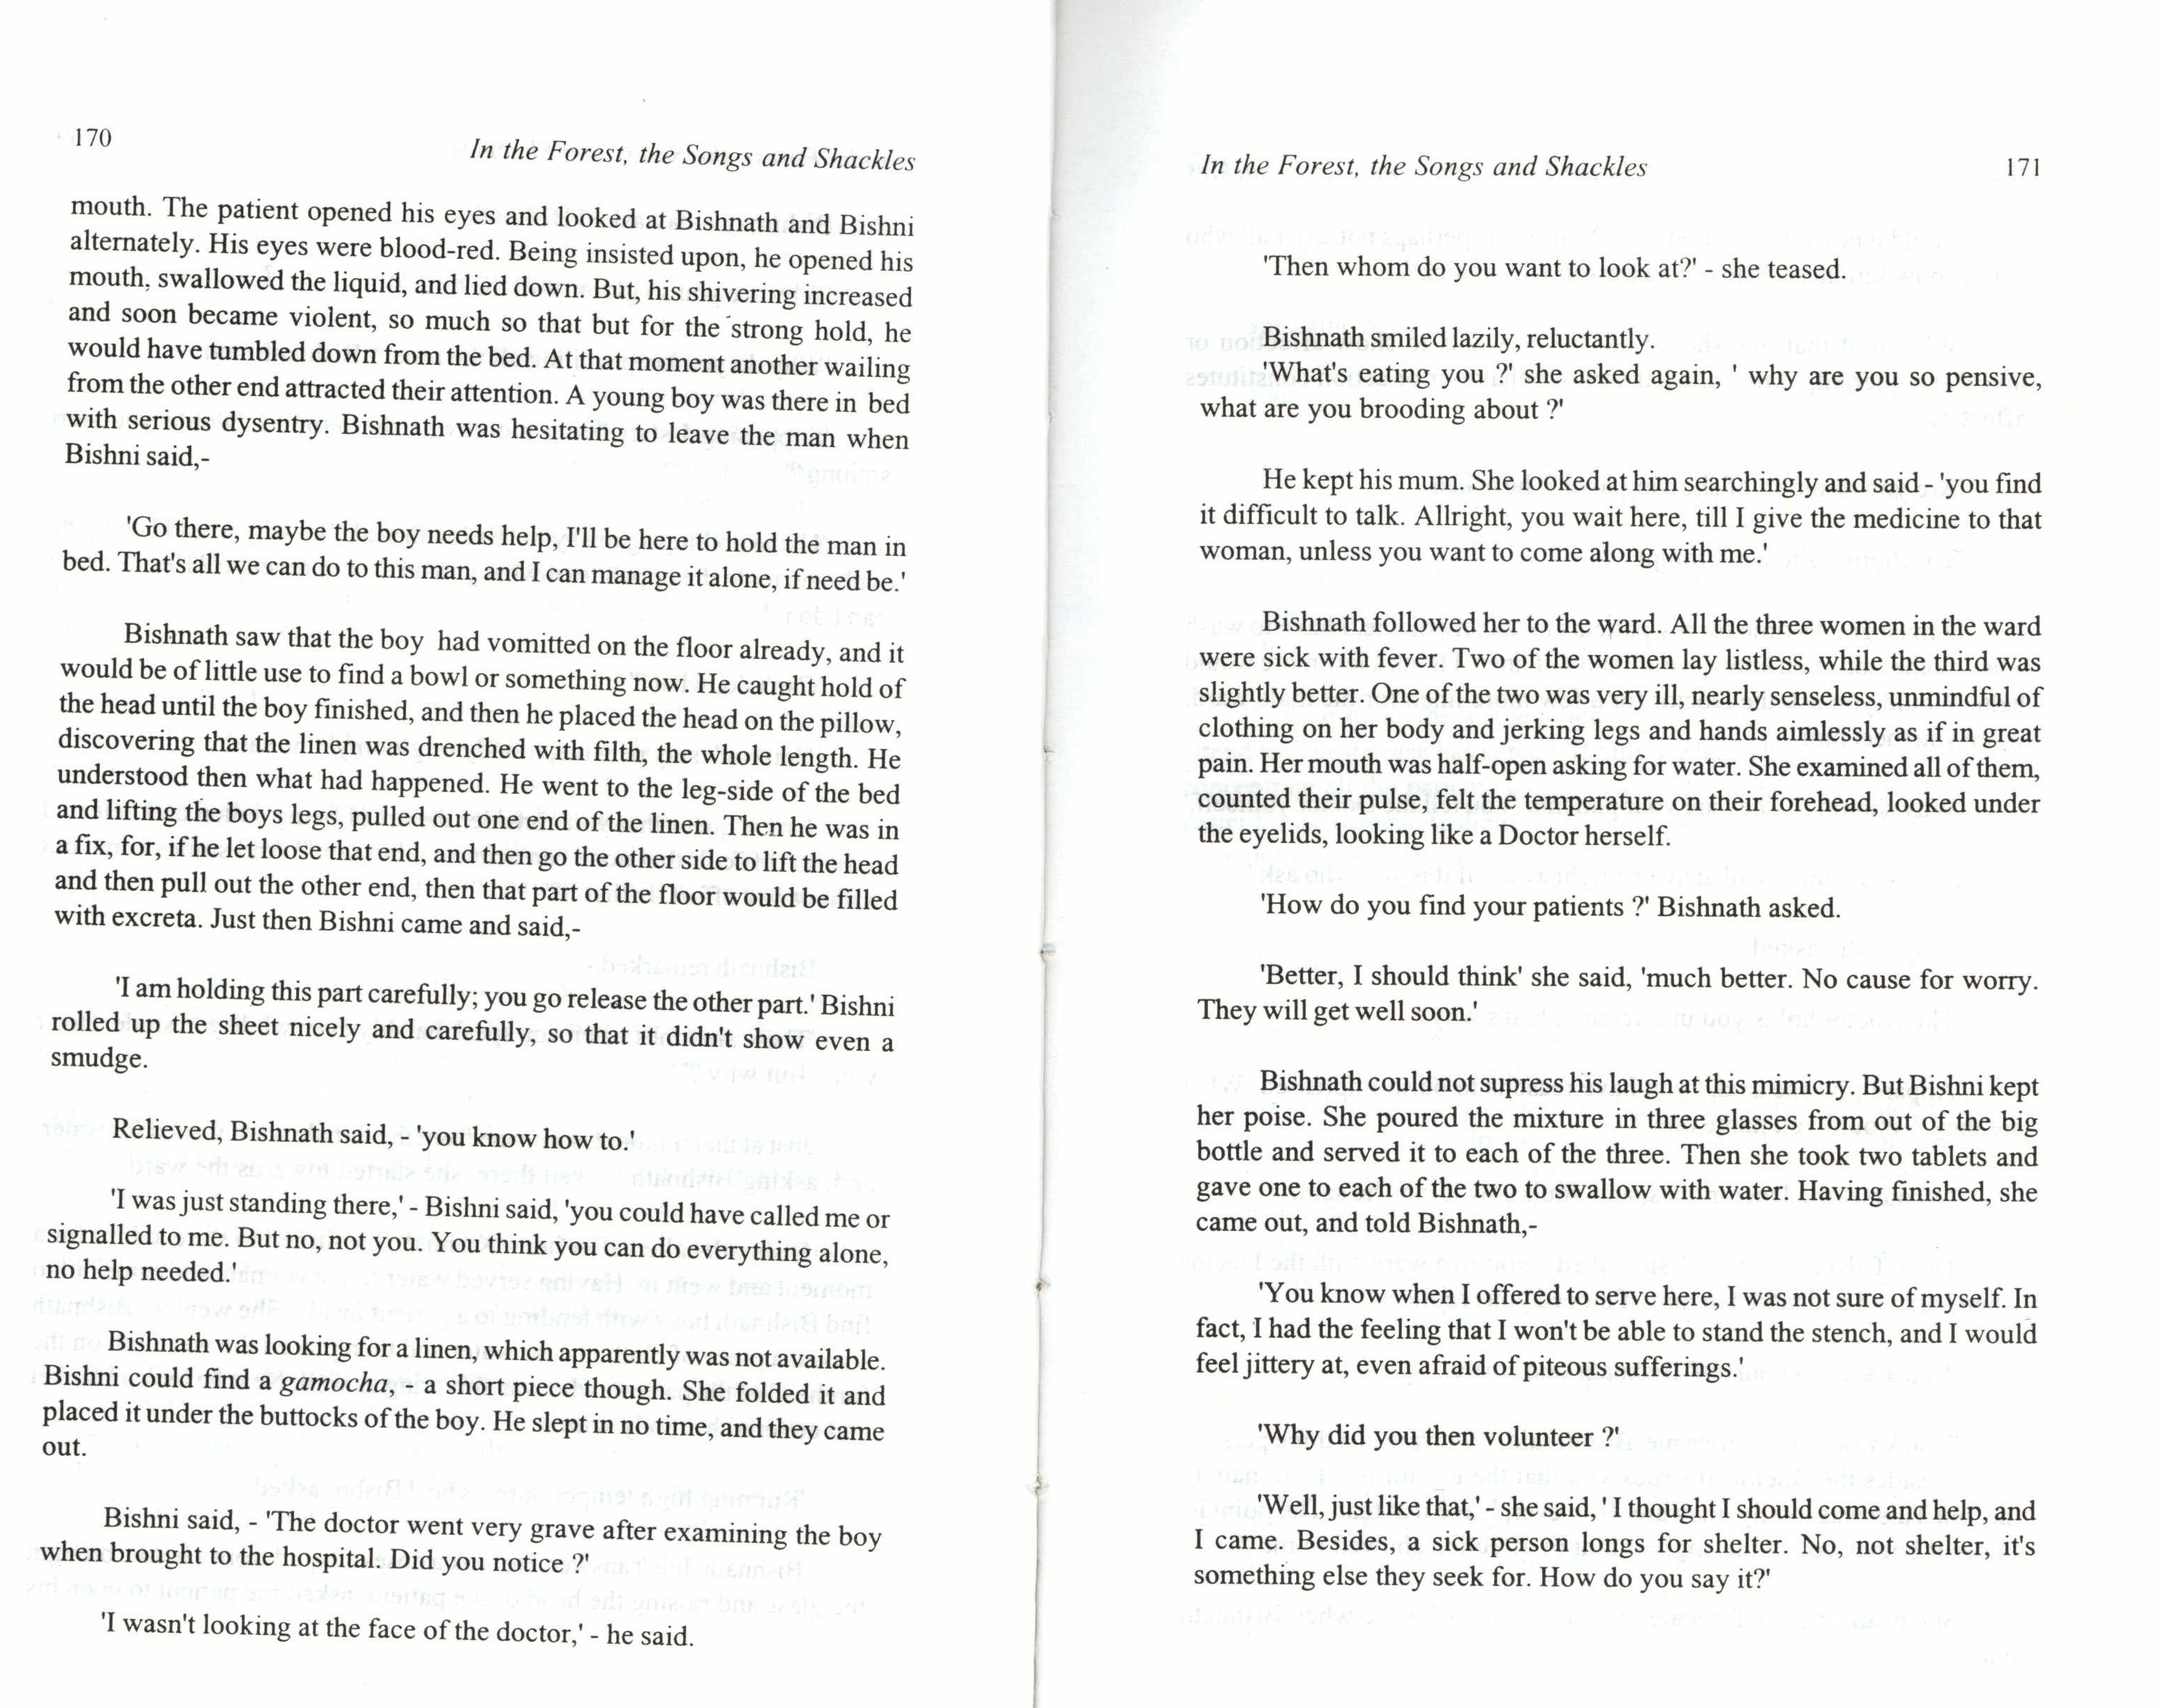 170
In the Forest, the Songs and Shackles
mouth. The patient opened his eyes and looked at Bishnath and Bishni
alternately. His eyes were blood-red. Being insisted upon, he opened his
mouth, swallowed the liquid, and lied down. But, his shivering increased
and soon became violent, so much so that but for the strong hold, he
would have tumbled down from the bed. At that moment another wailing
from the other end attracted their attention. A young boy was there in bed
with serious dysentry. Bishnath was hesitating to leave the man when
Bishni said,-
'Go there, maybe the boy needs help, I'll be here to hold the man in
bed. That's all we can do to this man, and I can manage it alone, if need be.'
Bishnath saw that the boy had vomitted on the floor already, and it
would be of little use to find a bowl or something now. He caught hold of
the head until the boy finished, and then he placed the head on the pillow,
discovering that the linen was drenched with filth, the whole length. He
understood then what had happened. He went to the leg-side of the bed
and lifting the boys legs, pulled out one end of the linen. Then he was in
a fix, for, if he let loose that end, and then go the other side to lift the head
and then pull out the other end, then that part of the floor would be filled
with excreta. Just then Bishni came and said,-
'I am holding this part carefully; you go release the other part.' Bishni
rolled up the sheet nicely and carefully, so that it didn't show even a
smudge.
Relieved, Bishnath said, - 'you know how to.'
'I was just standing there,' - Bishni said, 'you could have called me or
signalled to me. But no, not you. You think you can do everything alone,
no help needed.'
Bishnath was looking for a linen, which apparently was not available.
Bishni could find a gamocha, - a short piece though. She folded it and
placed it under the buttocks of the boy. He slept in no time, and they came
out.
Bishni said, - 'The doctor went very grave after examining the boy
when brought to the hospital. Did you notice ?'
'I wasn't looking at the face of the doctor,' - he said.
In the Forest, the Songs and Shackles
171
'Then whom do you want to look at?' - she teased.
Bishnath smiled lazily, reluctantly.
'What's eating you ?' she asked again, ' why are you so pensive,
what are you brooding about ?'
He kept his mum. She looked at him searchingly and said - 'you find
it difficult to talk. Allright, you wait here, till I give the medicine to that
woman, unless you want to come along with me.'
Bishnath followed her to the ward. All the three women in the ward
were sick with fever. Two of the women lay listless, while the third was
slightly better. One of the two was very ill, nearly senseless, unmindful of
clothing on her body and jerking legs and hands aimlessly as if in great
pain. Her mouth was half-open asking for water. She examined all of them,
counted their pulse, felt the temperature on their forehead, looked under
the eyelids, looking like a Doctor herself.
'How do you find your patients ?' Bishnath asked.
'Better, I should think' she said, 'much better. No cause for worry.
They will get well soon.'
Bishnath could not supress his laugh at this mimicry. But Bishni kept
her poise. She poured the mixture in three glasses from out of the big
bottle and served it to each of the three. Then she took two tablets and
gave one to each of the two to swallow with water. Having finished, she
came out, and told Bishnath,-
'You know when I offered to serve here, I was not sure of myself. In
fact, I had the feeling that I won't be able to stand the stench, and I would
feel jittery at, even afraid of piteous sufferings.'
'Why did you then volunteer ?'
'Well, just like that,' - she said, ' I thought I should come and help, and
I came. Besides, a sick person longs for shelter. No, not shelter, it's
something else they seek for. How do you say it?'